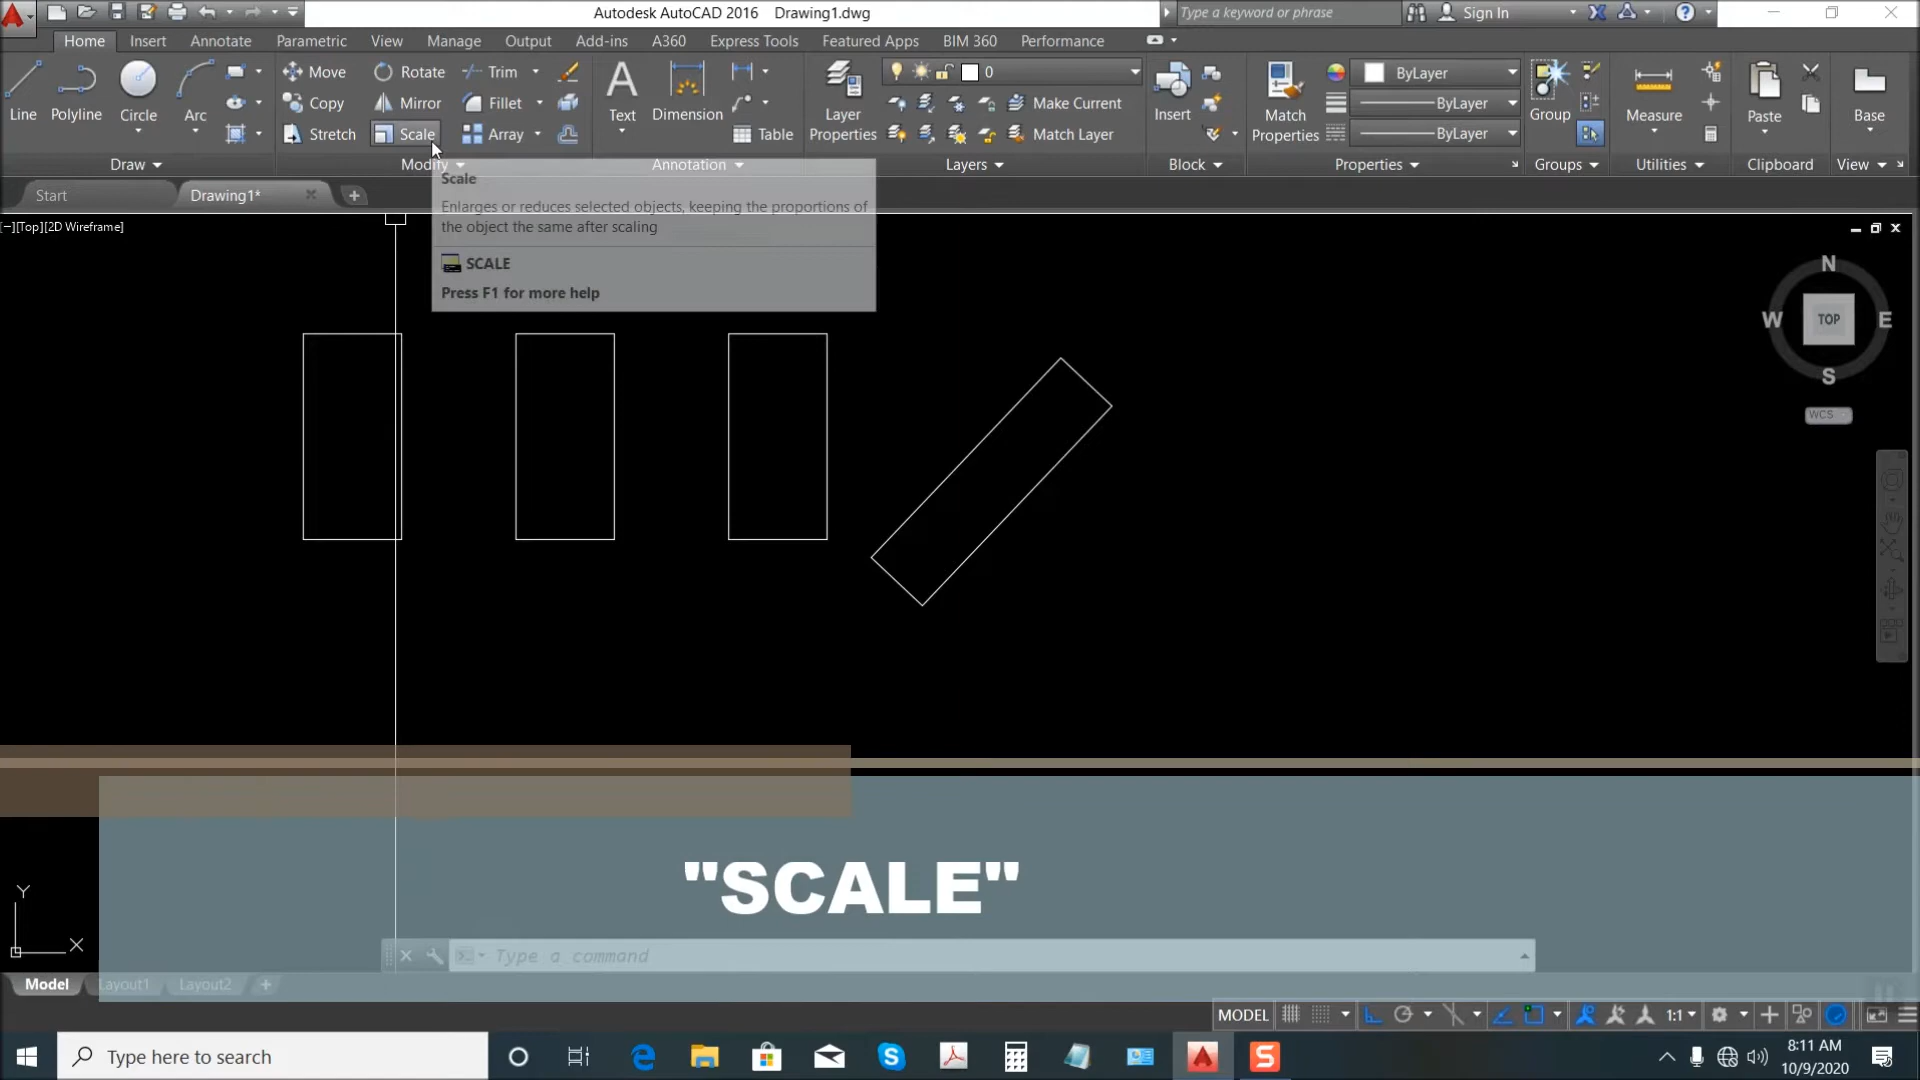 Autodesk AutoCAD 2016 Drawing1.dwg
Type a keyword or phrase
Sign In
Home Insert Annotate Parametric View Manage Output Add-ins A360 Express Tools Featured Apps BIM 360 Performance
Line Polyline Circle Arc
Move Rotate Trim
Copy Mirror Fillet
Stretch Scale Array
A
Text Dimension
Table
Layer
Properties
0
Make Current
Match Layer
Insert
Match
Properties
ByLayer
ByLayer
ByLayer
Group
Measure
Paste
Base
Draw Modify Annotation Layers Block Properties Groups Utilities Clipboard View
Start Drawing1*
Scale
Enlarges or reduces selected objects, keeping the proportions of
the object the same after scaling
SCALE
Press F1 for more help
[−][Top][2D Wireframe]
N
W TOP E
S
WCS
"SCALE"
Y
X
Type a command
Model Layout1 Layout2
MODEL 1:1
Type here to search
8:11 AM
10/9/2020